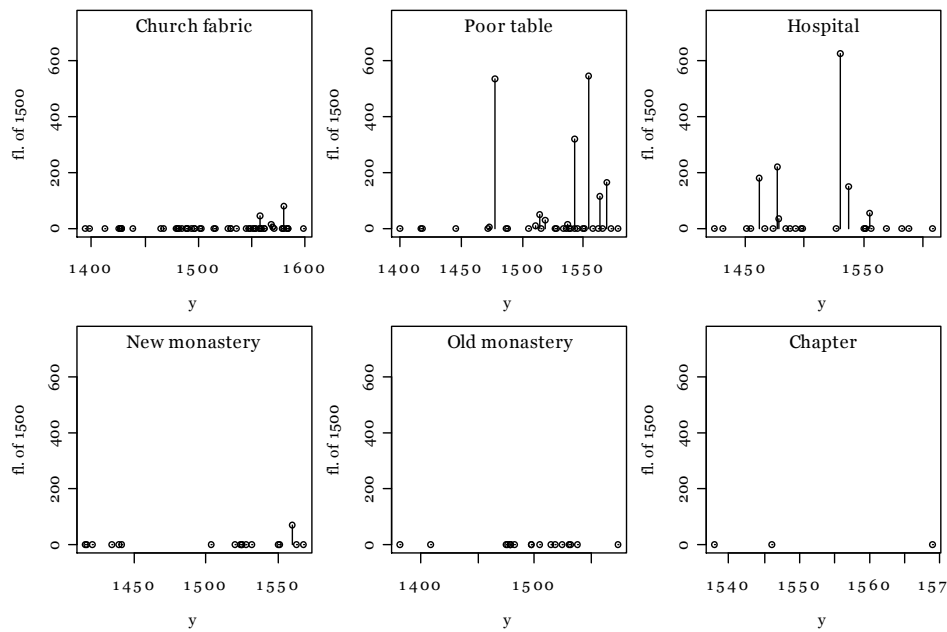 Church fabric
fl. of 1500
0 200 400 600
1400 1500 1600
y
Poor table
fl. of 1500
0 200 400 600
1400 1450 1500 1550
y
Hospital
fl. of 1500
0 200 400 600
1450 1550
y
New monastery
fl. of 1500
0 200 400 600
1450 1500 1550
y
Old monastery
fl. of 1500
0 200 400 600
1400 1500
y
Chapter
fl. of 1500
0 200 400 600
1540 1550 1560 157
y